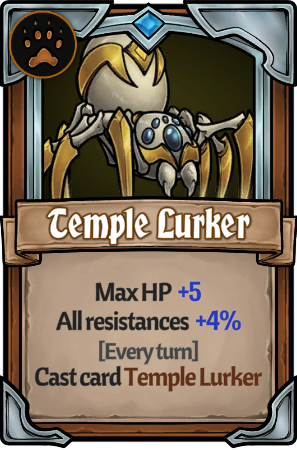 Temple Lurker
Max HP +5
All resistances +4%
[Every turn]
Cast card Temple Lurker